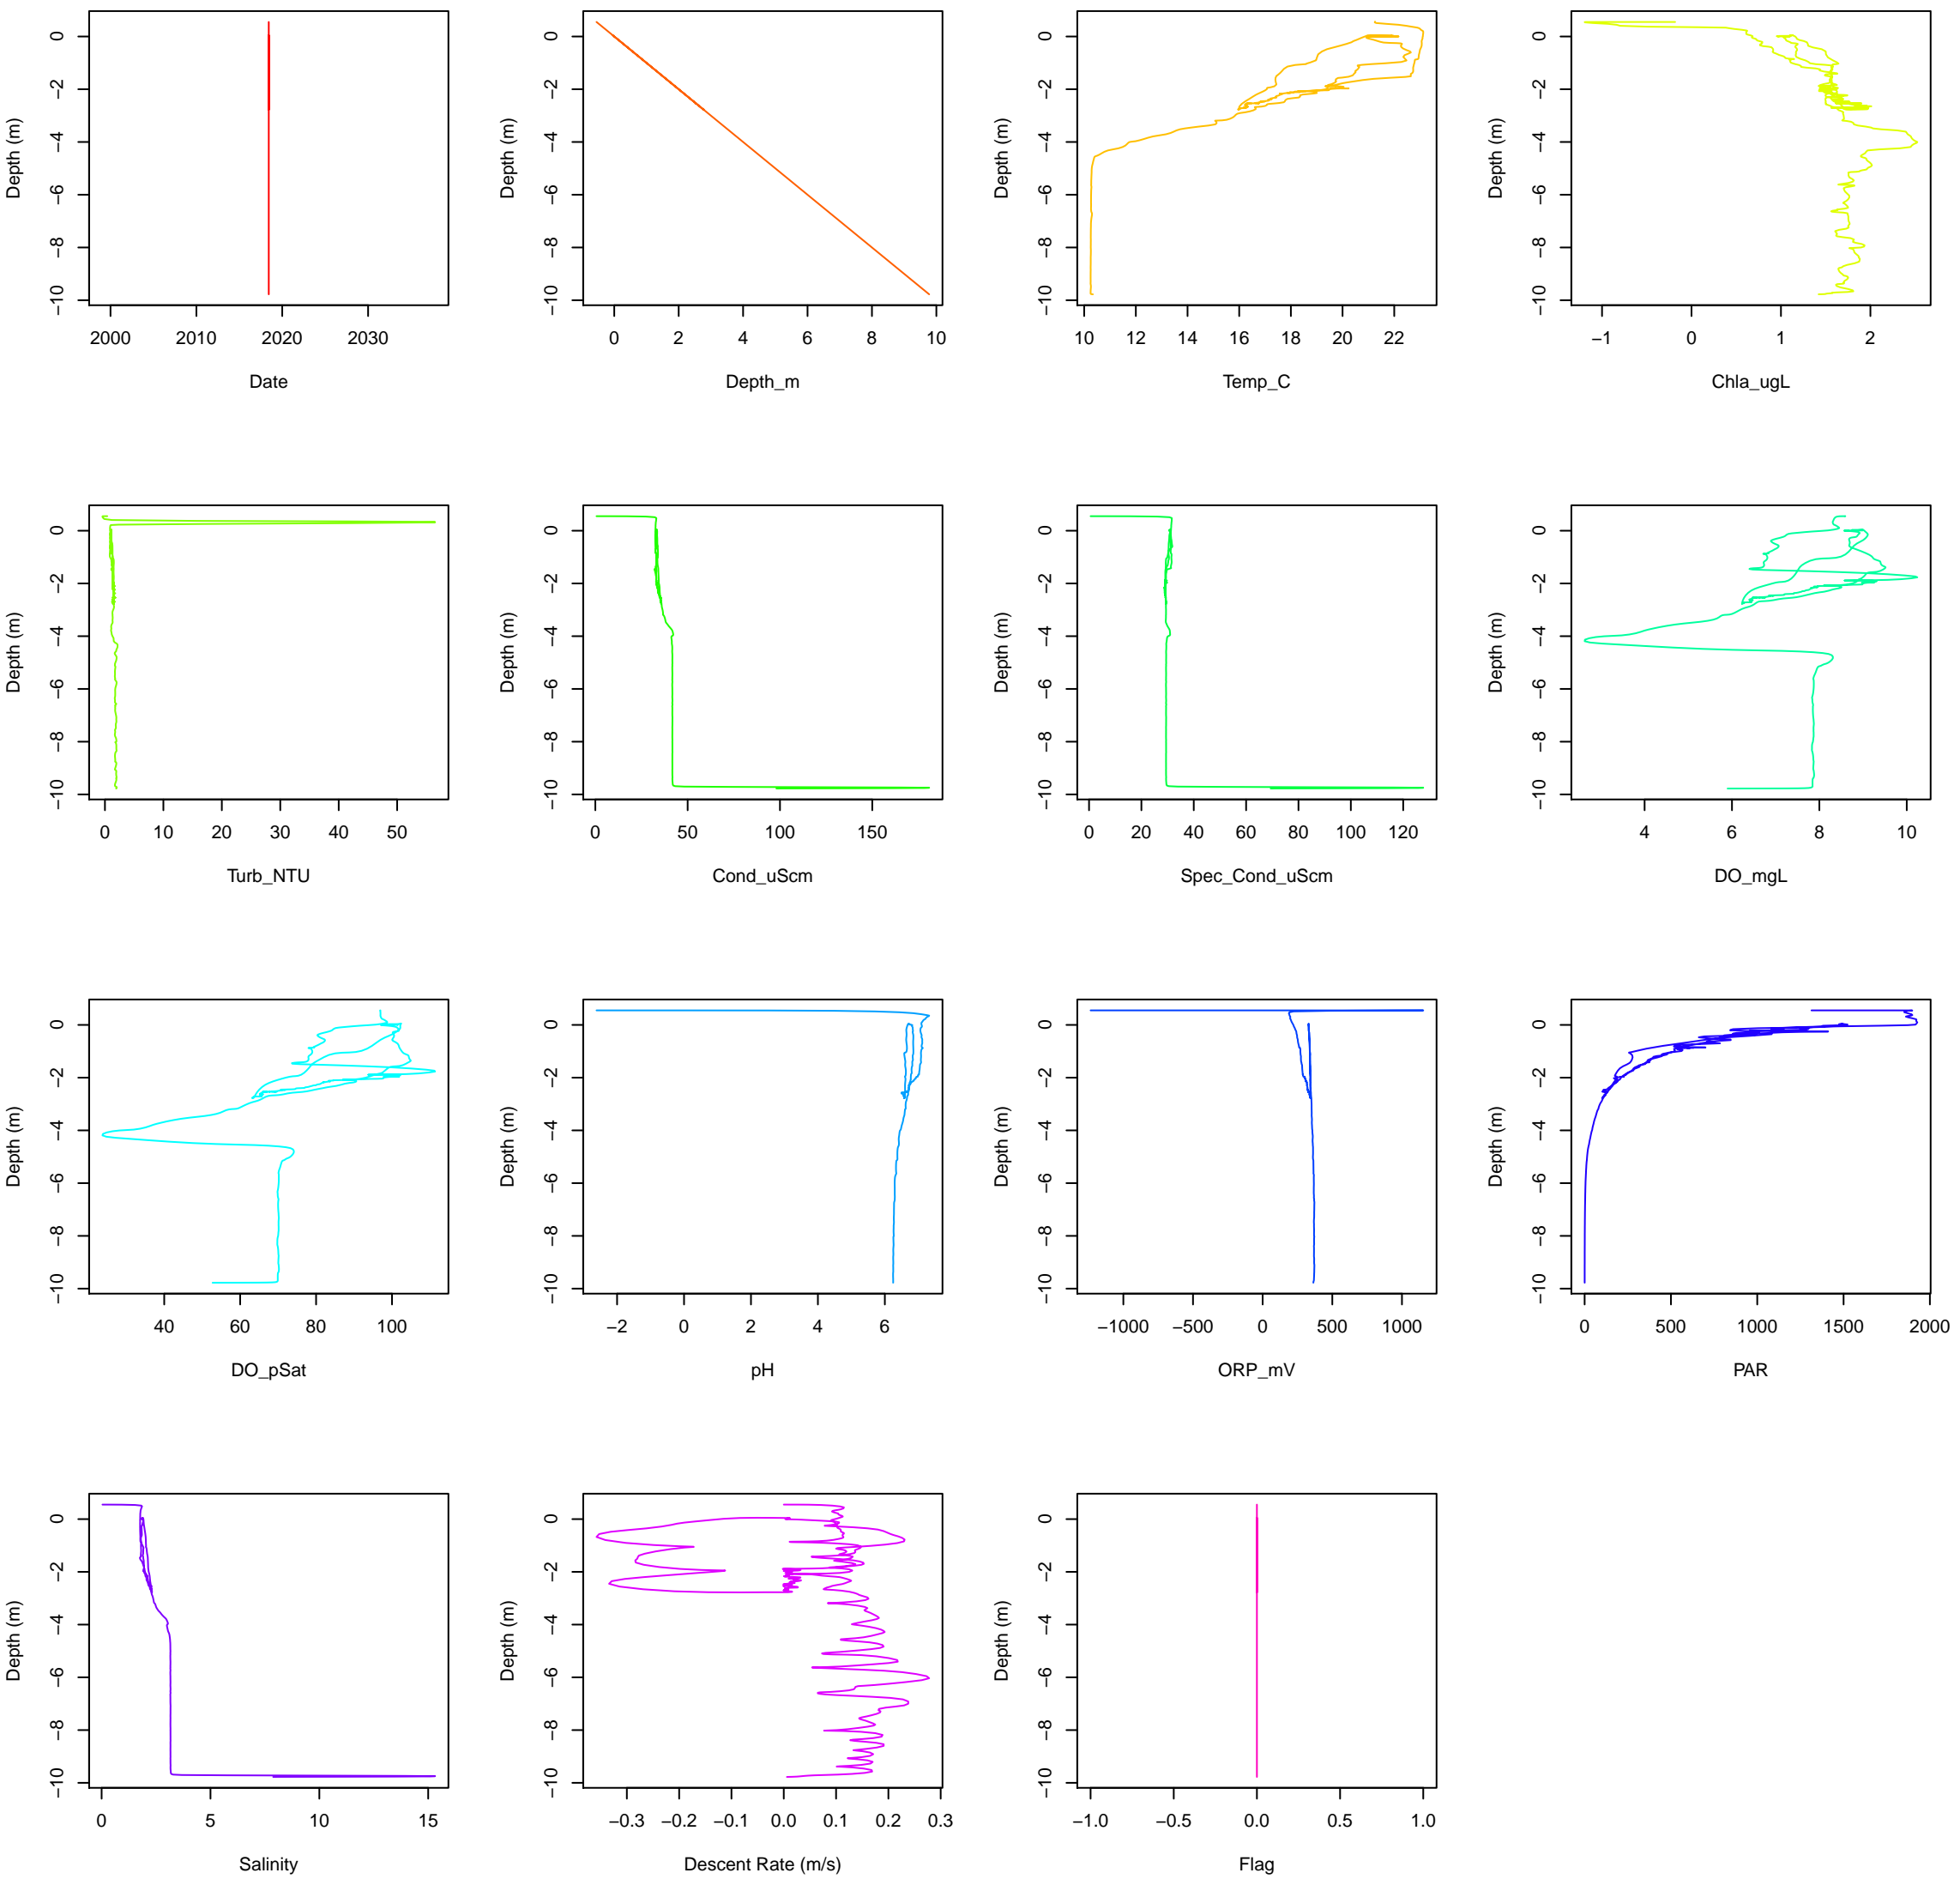 Depth (m)
0
−2
−4
−6
−8
−10
2000 2010 2020 2030
Date
Depth (m)
0
−2
−4
−6
−8
−10
0 2 4 6 8 10
Depth_m
Depth (m)
0
−2
−4
−6
−8
−10
10 12 14 16 18 20 22
Temp_C
Depth (m)
0
−2
−4
−6
−8
−10
−1 0 1 2
Chla_ugL
Depth (m)
0
−2
−4
−6
−8
−10
0 10 20 30 40 50
Turb_NTU
Depth (m)
0
−2
−4
−6
−8
−10
0 50 100 150
Cond_uScm
Depth (m)
0
−2
−4
−6
−8
−10
0 20 40 60 80 100 120
Spec_Cond_uScm
Depth (m)
0
−2
−4
−6
−8
−10
4 6 8 10
DO_mgL
Depth (m)
0
−2
−4
−6
−8
−10
40 60 80 100
DO_pSat
Depth (m)
0
−2
−4
−6
−8
−10
−2 0 2 4 6
pH
Depth (m)
0
−2
−4
−6
−8
−10
−1000 −500 0 500 1000
ORP_mV
Depth (m)
0
−2
−4
−6
−8
−10
0 500 1000 1500 2000
PAR
Depth (m)
0
−2
−4
−6
−8
−10
0 5 10 15
Salinity
Depth (m)
0
−2
−4
−6
−8
−10
−0.3 −0.2 −0.1 0.0 0.1 0.2 0.3
Descent Rate (m/s)
Depth (m)
0
−2
−4
−6
−8
−10
−1.0 −0.5 0.0 0.5 1.0
Flag